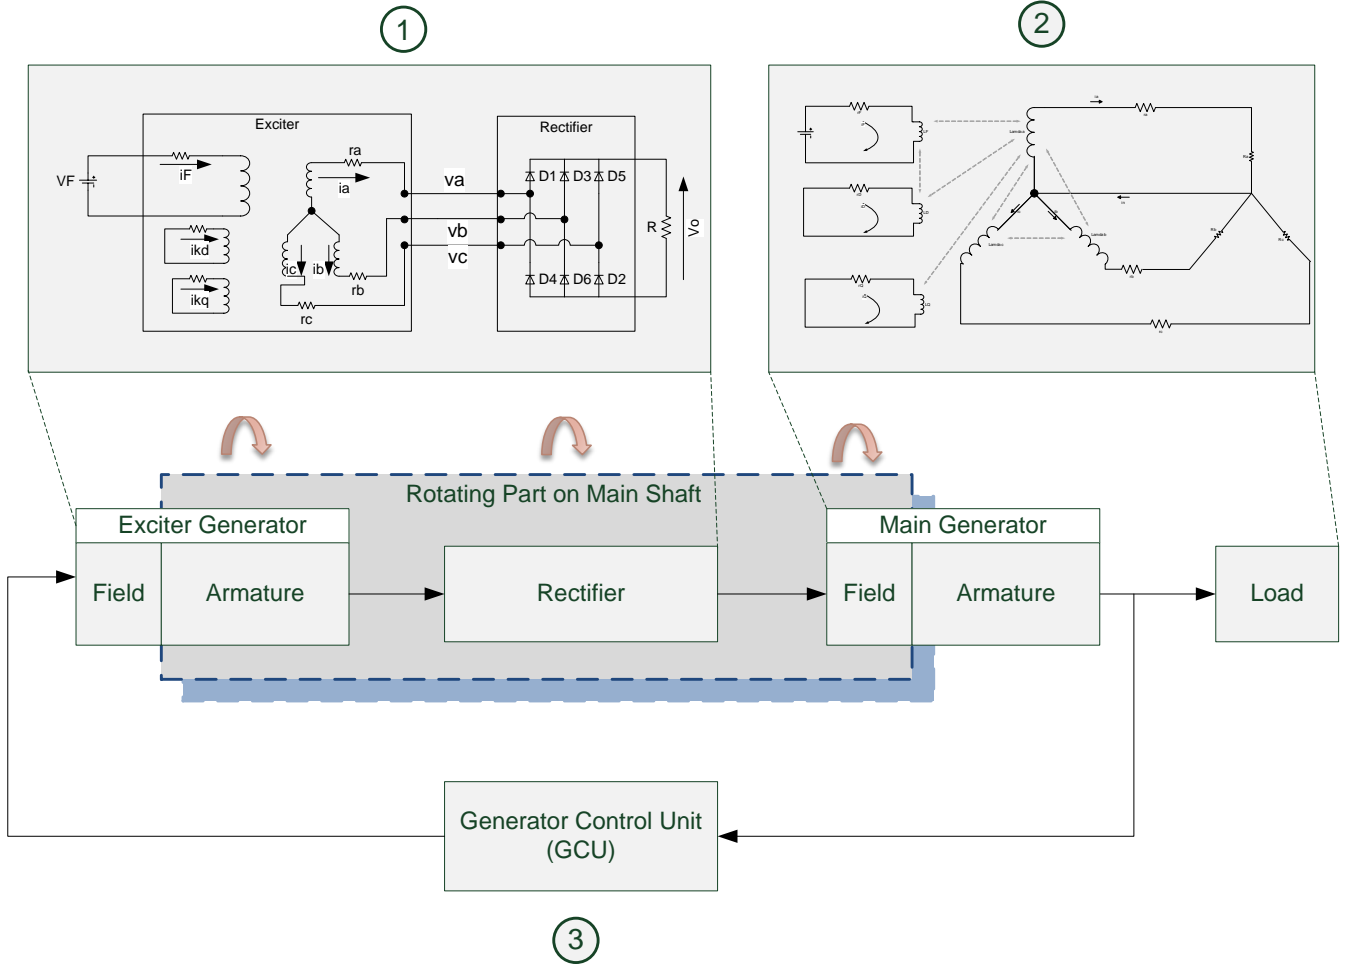 1
2
Exciter
Rectifier
VF
iF
ra
ia
va
D1
D3
D5
vb
vc
R
Vo
ikd
ic
ib
rb
ikq
rc
D4
D6
D2
Rotating Part on Main Shaft
Exciter Generator
Field
Armature
Rectifier
Main Generator
Field
Armature
Load
Generator Control Unit
(GCU)
3